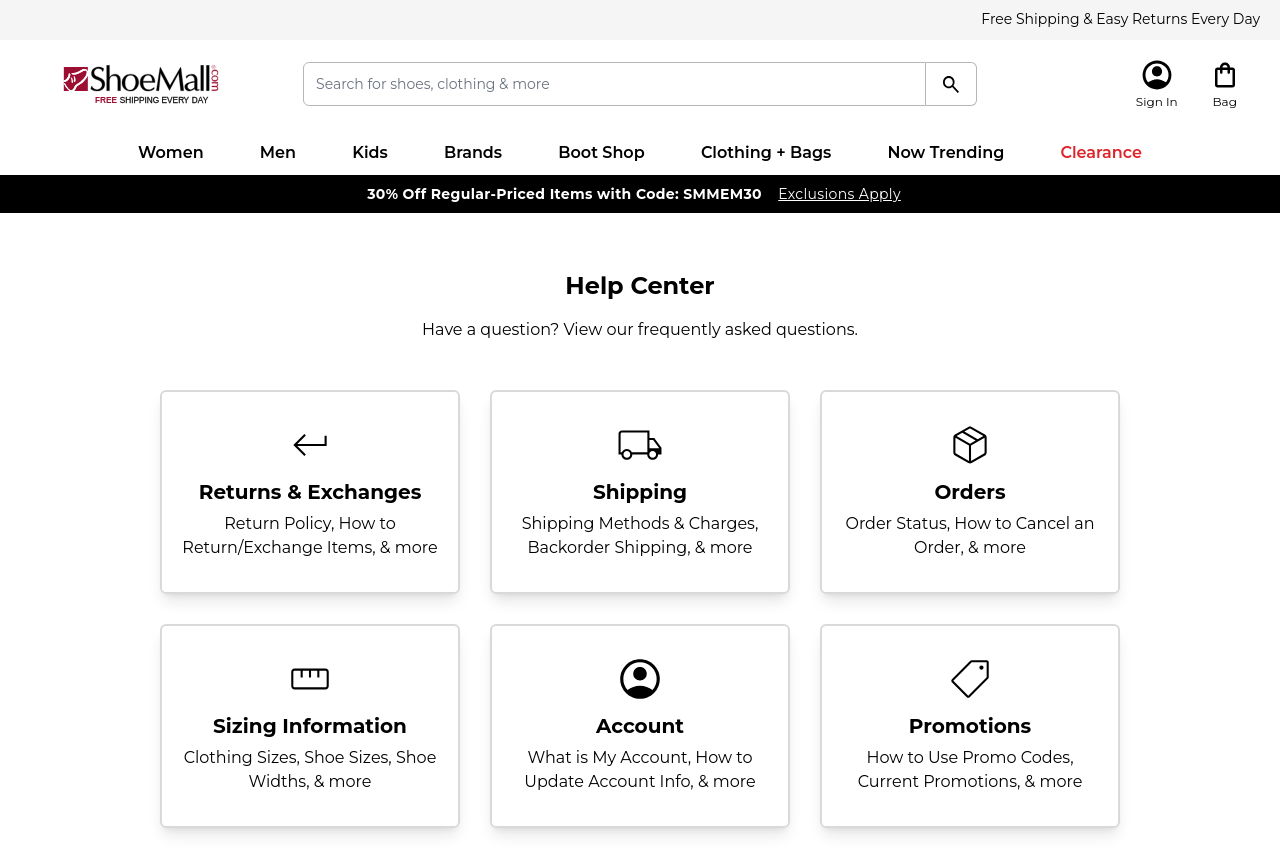 Free Shipping & Easy Returns Every Day
ShoeMall.com®
FREE SHIPPING EVERY DAY
Search for shoes, clothing & more
Sign In
Bag
Women Men Kids Brands Boot Shop Clothing + Bags Now Trending Clearance
30% Off Regular-Priced Items with Code: SMMEM30 Exclusions Apply
Help Center
Have a question? View our frequently asked questions.
Returns & Exchanges
Return Policy, How to
Return/Exchange Items, & more
Shipping
Shipping Methods & Charges,
Backorder Shipping, & more
Orders
Order Status, How to Cancel an
Order, & more
Sizing Information
Clothing Sizes, Shoe Sizes, Shoe
Widths, & more
Account
What is My Account, How to
Update Account Info, & more
Promotions
How to Use Promo Codes,
Current Promotions, & more